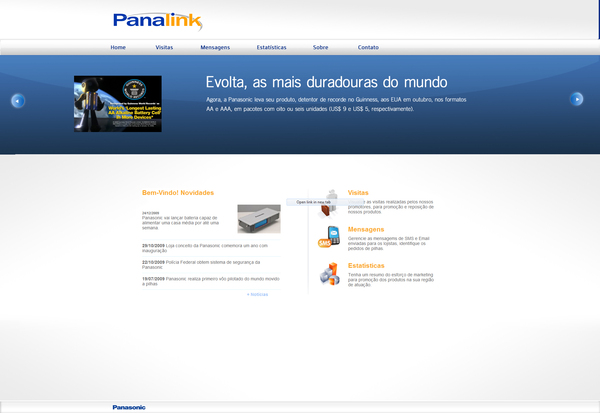 Panalink
Home Visitas Mensagens Estatísticas Sobre Contato
Evolta, as mais duradouras do mundo
Agora, a Panasonic leva seu produto, detentor de recorde no Guinness, aos EUA em outubro, nos formatos
AA e AAA, em pacotes com oito ou seis unidades (US$ 9 e US$ 5, respectivamente).
World's Longest Lasting
AA Alkaline Battery Cell
in More Devices"
Bem-Vindo! Novidades
Panasonic vai lançar bateria capaz de
alimentar uma casa média por até uma
semana
25/10/2009 Loja conceito da Panasonic comemora um ano com
inauguração
22/10/2009 Polícia Federal obtém sistema de segurança da
Panasonic
19/07/2009 Panasonic realiza primeiro vôo pilotado do mundo movido
a pilhas
+ Notícias
Open link in new tab
Visitas
as visitas realizadas pelos nossos
promotores, para promoção e reposição de
nossos produtos.
Mensagens
SMS
Gerencie as mensagens de SMS e Email
enviadas para os lojistas, identifique os
pedidos de pilhas.
Estatísticas
Tenha um resumo do esforço de marketing
para promoção dos produtos na sua região
de atuação.
Panasonic